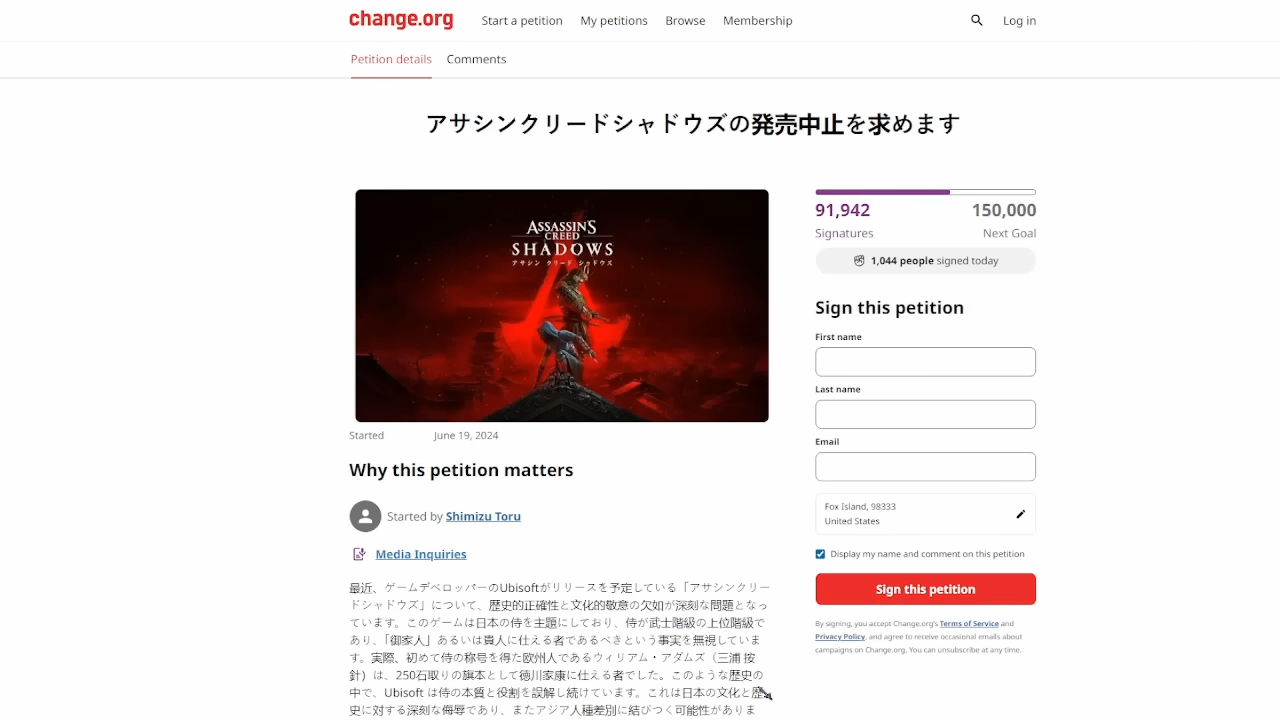 change.org
Start a petition
My petitions
Browse
Membership
Log in
Petition details
Comments
アサシンクリードシャドウズの発売中止を求めます
ASSASSIN'S
CREED
SHADOWS
アサシン クリード シャドウズ
91,942
150,000
Signatures
Next Goal
1,044 people signed today
Sign this petition
First name
Last name
Email
Fox Island, 98333
United States
Display my name and comment on this petition
Sign this petition
By signing, you accept Change.org's Terms of Service and
Privacy Policy, and agree to receive occasional emails about
campaigns on Change.org. You can unsubscribe at any time.
Started
June 19, 2024
Why this petition matters
Started by Shimizu Toru
Media Inquiries
最近、ゲームデベロッパーのUbisoftがリリースを予定している「アサシンクリー
ドシャドウズ」について、歴史的正確性と文化的敬意の欠如が深刻な問題となっ
ています。このゲームは日本の侍を主題にしており、侍が武士階級の上位階級で
あり、「御家人」あるいは貴人に仕える者であるべきという事実を無視していま
す。実際、初めて侍の称号を得た欧州人であるウィリアム・アダムズ（三浦 按
針）は、250石取りの旗本として徳川家康に仕える者でした。このような歴史の
中で、Ubisoft は侍の本質と役割を誤解し続けています。これは日本の文化と歴
史に対する深刻な侮辱であり、またアジア人種差別に結びつく可能性がありま